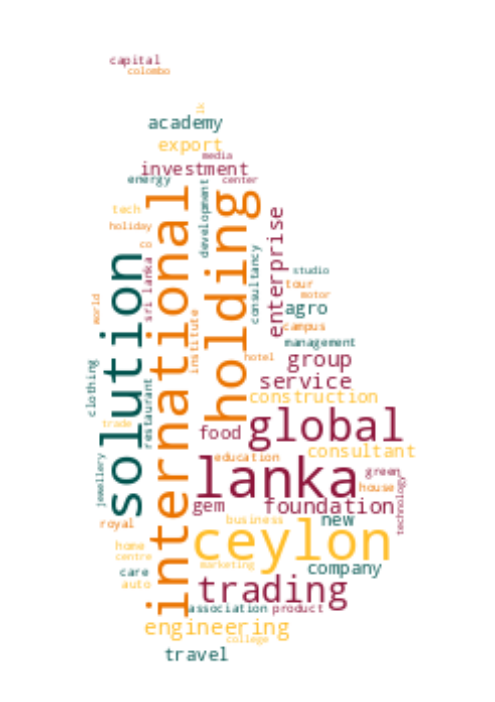 capital
colombo
lk
academy
export
media
investment
energy
center
development
international
holding
tech
enterprise
holiday
co
consultancy
solution
sri lanka
studio
tour
motor
world
agro
institute
campus
management
hotel
group
clothing
service
restaurant
construction
global
trade
food
consultant
education
lanka
jewellery
green
technology
house
gem
foundation
royal
business
new
ceylon
home
centre
marketing
care
company
auto
trading
association
product
engineering
college
travel